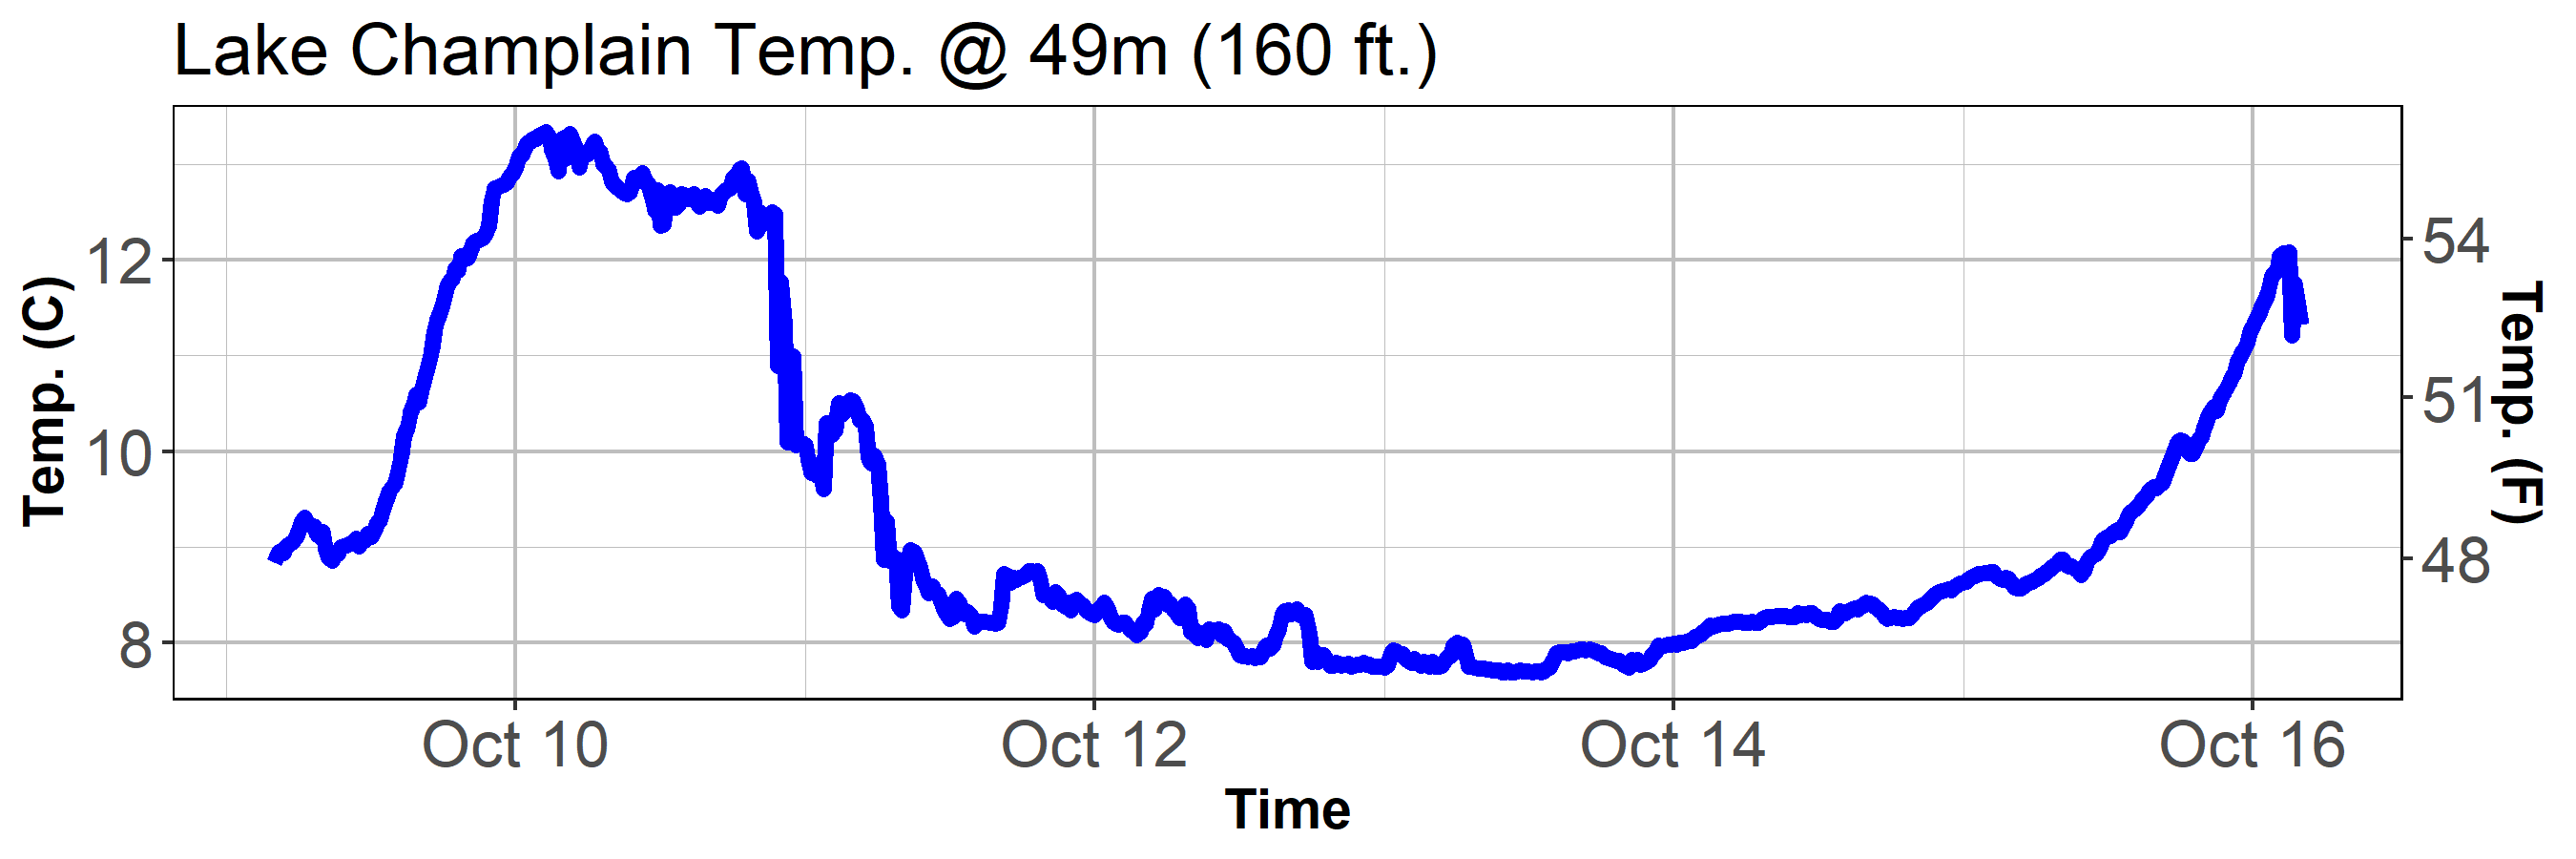 Lake Champlain Temp. @ 49m (160 ft.)
Temp. (C)
12
10
8
54
51
48
Temp. (F)
Oct 10 Oct 12 Oct 14 Oct 16
Time